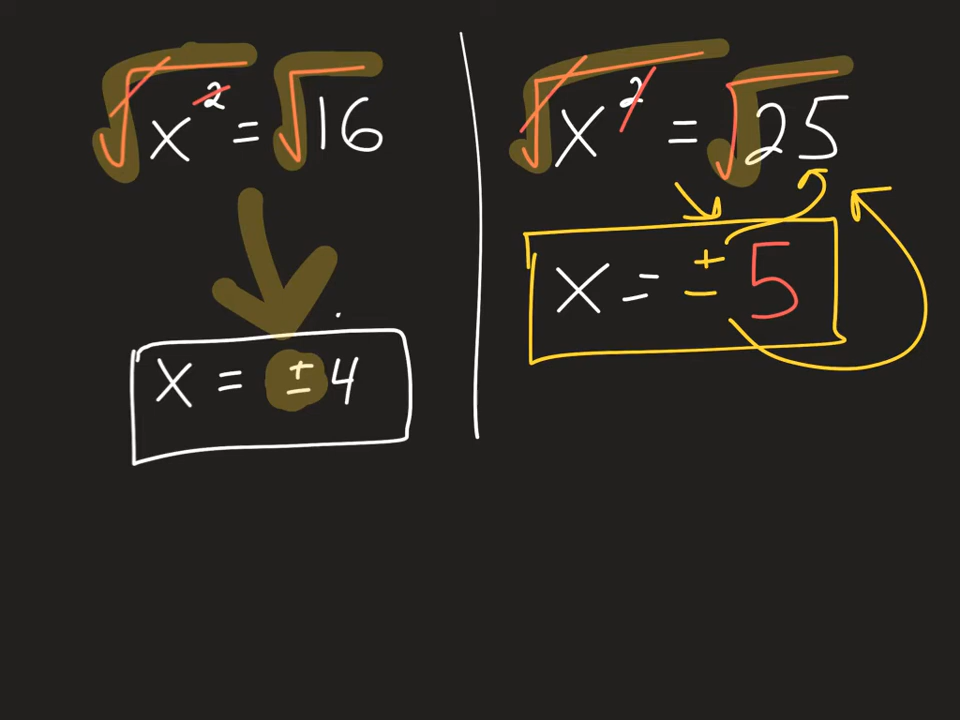 √x² = √16
x = ± 4
√x² = √25
x = ± 5